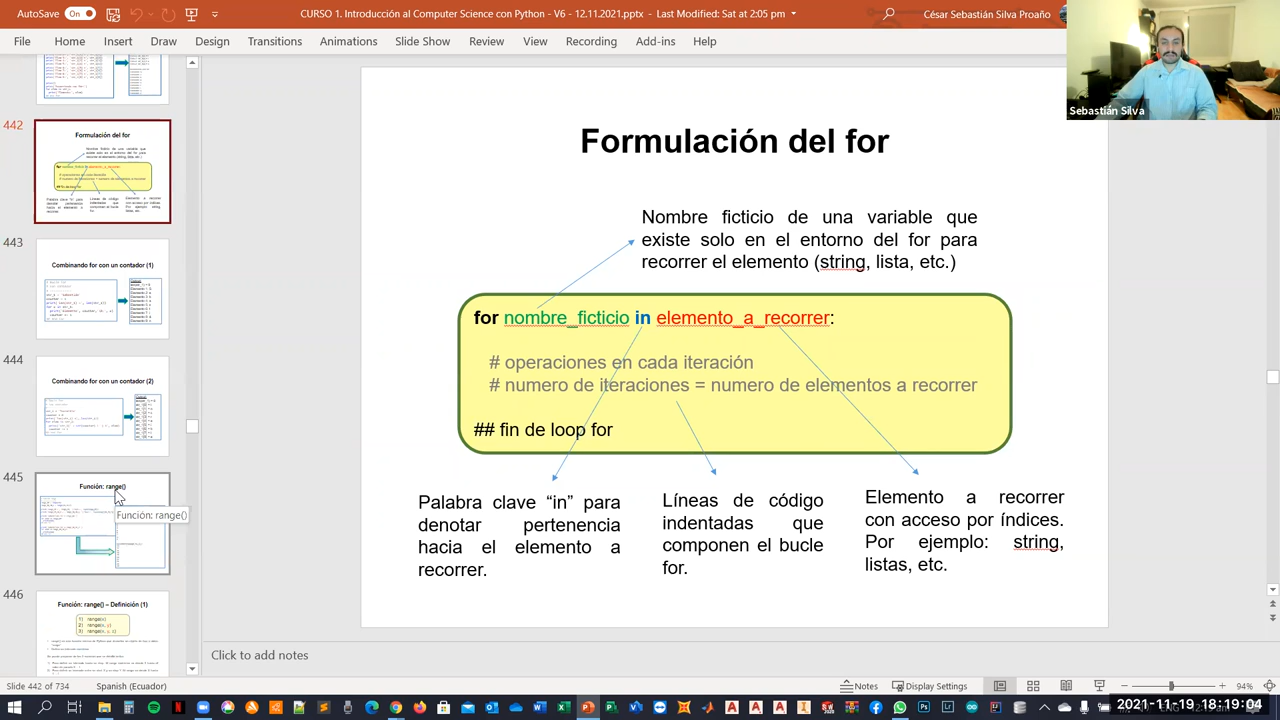 AutoSave On CURSO 1. Introducción al Computer Science con Python - V6 - 12.11.2021.pptx • Last saved: Sat at 2:05 pm César Sebastián Silva Proaño
File Home Insert Draw Design Transitions Animations Slide Show Review View Recording Add-ins Help
Sebastián Silva
442
Formulación del for
443
Combinando for con un contador (1)
444
Combinando for con un contador (2)
445
Función: range()
Función: range()
446
Función: range() – Definición (1)
1) range(x)
2) range(x, y)
3) range(x, y, z)
Formulación del for
Nombre ficticio de una variable que
existe solo en el entorno del for para
recorrer el elemento (string, lista, etc.)
for nombre_ficticio in elemento_a_recorrer:
# operaciones en cada iteración
# numero de iteraciones = numero de elementos a recorrer
## fin de loop for
Palabra clave “in” para
denotar pertenencia
hacia el elemento a
recorrer.
Líneas de código
indentadas que
componen el bucle
for.
Elemento a recorrer
con acceso por índices.
Por ejemplo: string,
listas, etc.
Click to add notes
Slide 442 of 734 Spanish (Ecuador) Notes Display Settings 94%
2021-11-19 18:19:04